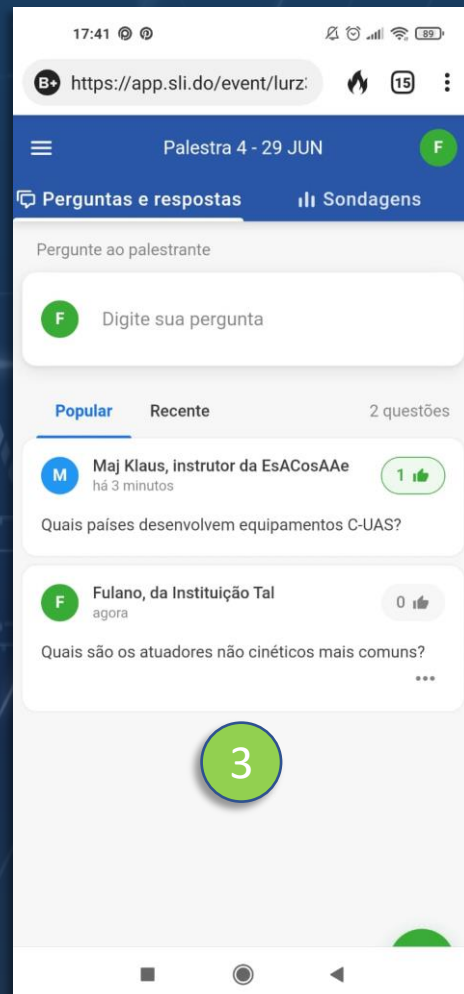 17:41
89
B+ https://app.sli.do/event/lurz
15
Palestra 4 - 29 JUN
F
Perguntas e respostas
Sondagens
Pergunte ao palestrante
F
Digite sua pergunta
Popular
Recente
2 questões
M
Maj Klaus, instrutor da EsACosAAe
1
há 3 minutos
Quais países desenvolvem equipamentos C-UAS?
F
Fulano, da Instituição Tal
0
agora
Quais são os atuadores não cinéticos mais comuns?
3